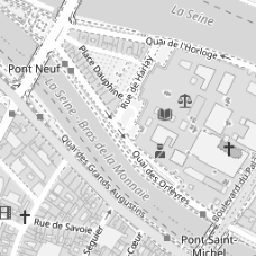 La Seine
Quai de l'Horloge
Place Dauphine
Rue de Harlay
Pont Neuf
La Seine - Bras de la Monnaie
Quai des Grands Augustins
Quai des Orfèvres
Boulevard du Palais
Rue de Savoie
Séguier
Cœur
Pont Saint-
Michel